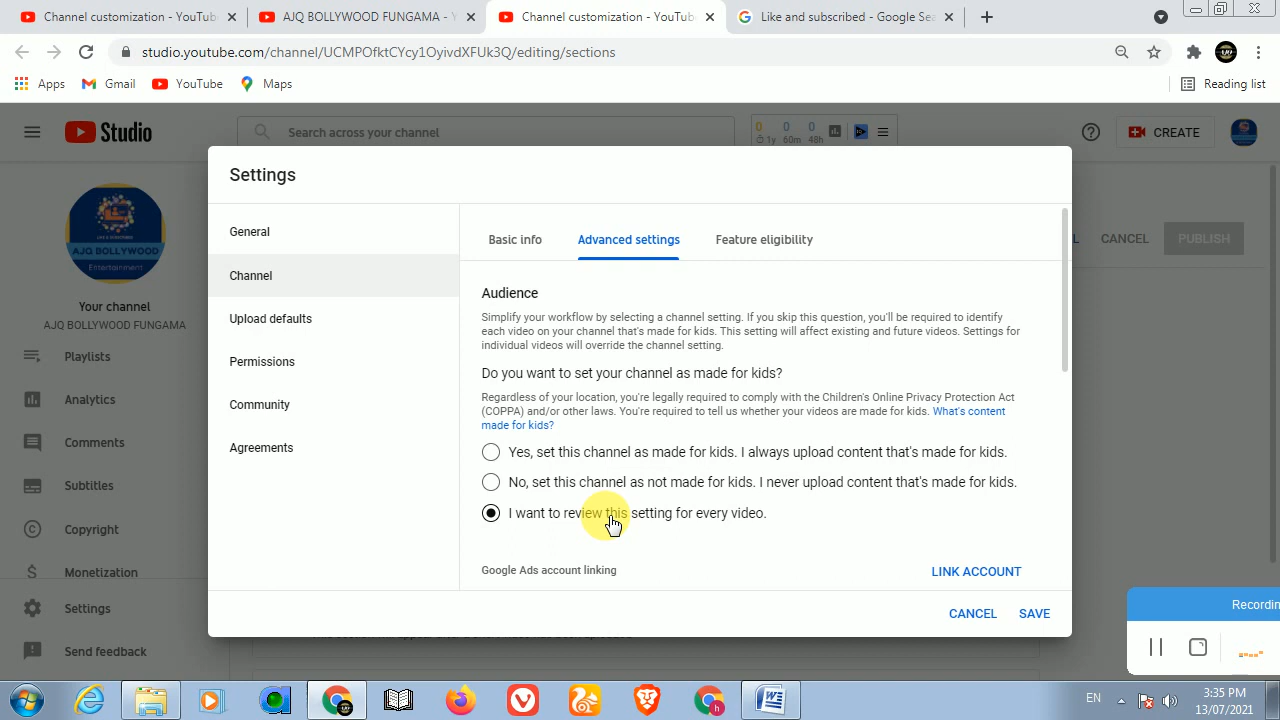 Channel customization - YouTub
AJQ BOLLYWOOD FUNGAMA - Y
Channel customization - YouTub
Like and subscribed - Google Se
studio.youtube.com/channel/UCMPOfktCYcy1OyivdXFUk3Q/editing/sections
Apps
Gmail
YouTube
Maps
Reading list
Studio
Search across your channel
0 0 0
1y 60m 48h
CREATE
AJQ BOLLYWOOD
Entertainment
Your channel
AJQ BOLLYWOOD FUNGAMA
Playlists
Analytics
Comments
Subtitles
Copyright
Monetization
Settings
Send feedback
L
CANCEL
PUBLISH
Settings
General
Channel
Upload defaults
Permissions
Community
Agreements
Basic info
Advanced settings
Feature eligibility
Audience
Simplify your workflow by selecting a channel setting. If you skip this question, you'll be required to identify
each video on your channel that's made for kids. This setting will affect existing and future videos. Settings for
individual videos will override the channel setting.
Do you want to set your channel as made for kids?
Regardless of your location, you're legally required to comply with the Children's Online Privacy Protection Act
(COPPA) and/or other laws. You're required to tell us whether your videos are made for kids. What's content
made for kids?
Yes, set this channel as made for kids. I always upload content that's made for kids.
No, set this channel as not made for kids. I never upload content that's made for kids.
I want to review this setting for every video.
Google Ads account linking
LINK ACCOUNT
CANCEL
SAVE
Recordin
EN
3:35 PM
13/07/2021